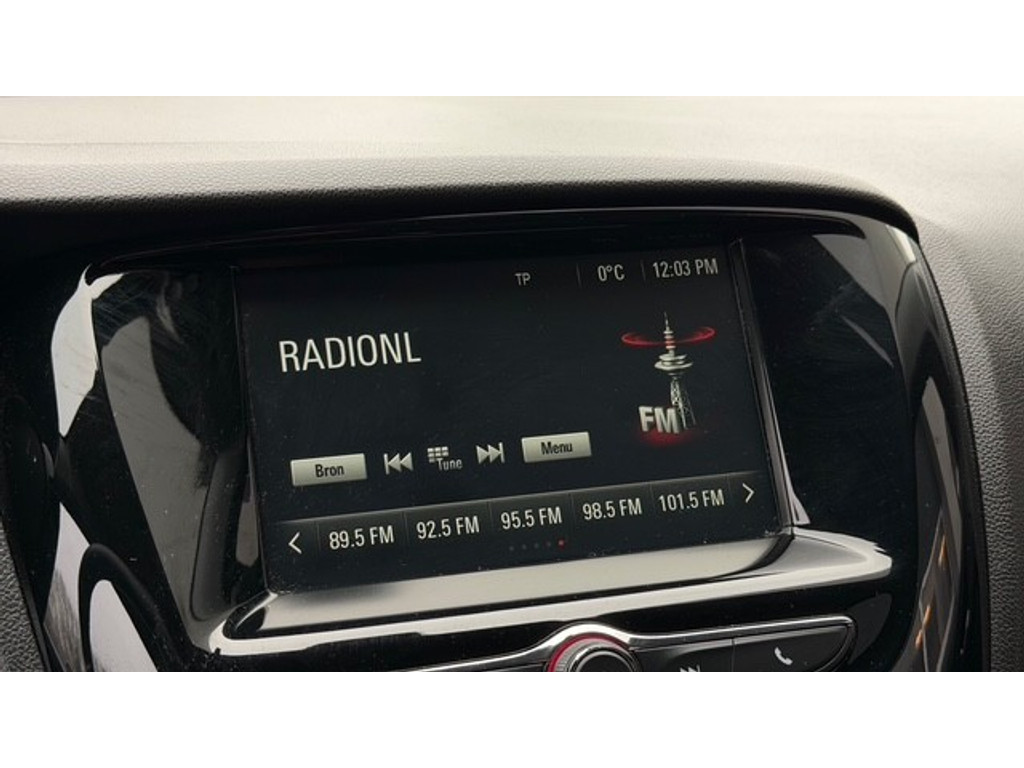 TP 0°C 12:03 PM
RADIONL
FM
Bron Tune Menu
89.5 FM 92.5 FM 95.5 FM 98.5 FM 101.5 FM